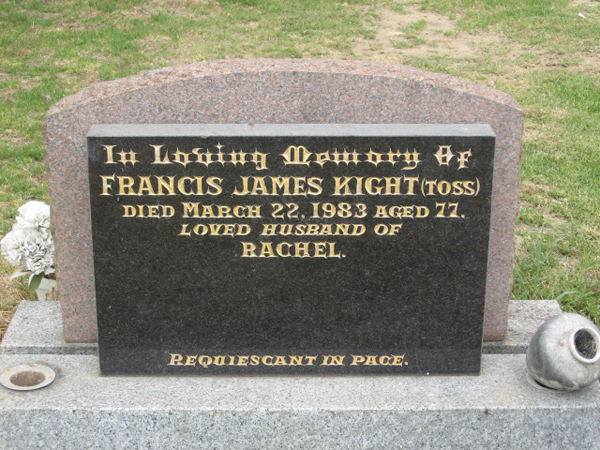 In Loving Memory Of
FRANCIS JAMES KIGHT (TOSS)
DIED MARCH 22, 1983 AGED 77.
LOVED HUSBAND OF
RACHEL.
REQUIESCANT IN PACE.